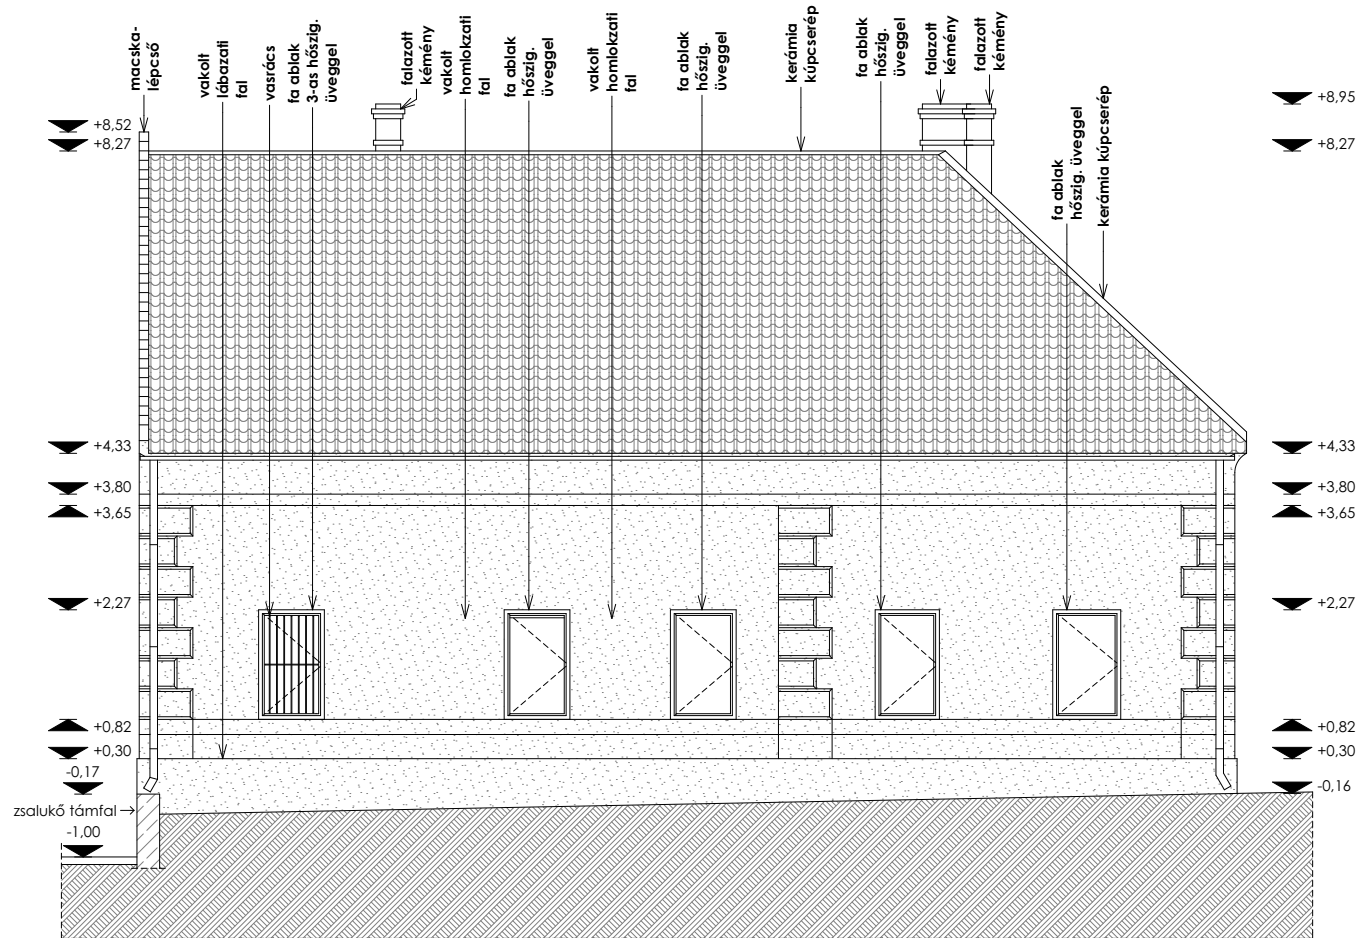 macska-
lépcső
vakolt
lábazati
fal
vasrács
fa ablak
3-as hőszig.
üveggel
falazott
kémény
vakolt
homlokzati
fal
fa ablak
hőszig.
üveggel
vakolt
homlokzati
fal
fa ablak
hőszig.
üveggel
kerámia
kúpcserép
fa ablak
hőszig.
üveggel
falazott
kémény
falazott
kémény
fa ablak
hőszig. üveggel
kerámia kúpcserép
+8,52
+8,27
+4,33
+3,80
+3,65
+2,27
+0,82
+0,30
-0,17
zsalukő támfal
-1,00
+8,95
+8,27
+4,33
+3,80
+3,65
+2,27
+0,82
+0,30
-0,16